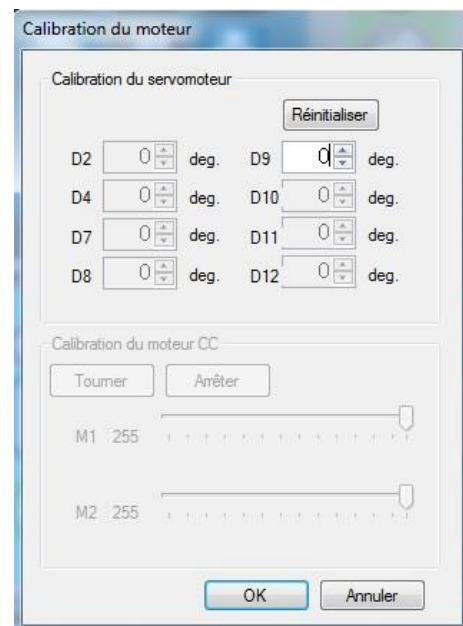 Calibration du moteur
Calibration du servomoteur
Réinitialiser
D2 0 deg. D9 0 deg.
D4 0 deg. D10 0 deg.
D7 0 deg. D11 0 deg.
D8 0 deg. D12 0 deg.
Calibration du moteur CC
Tourner Arrêter
M1 255
M2 255
OK Annuler